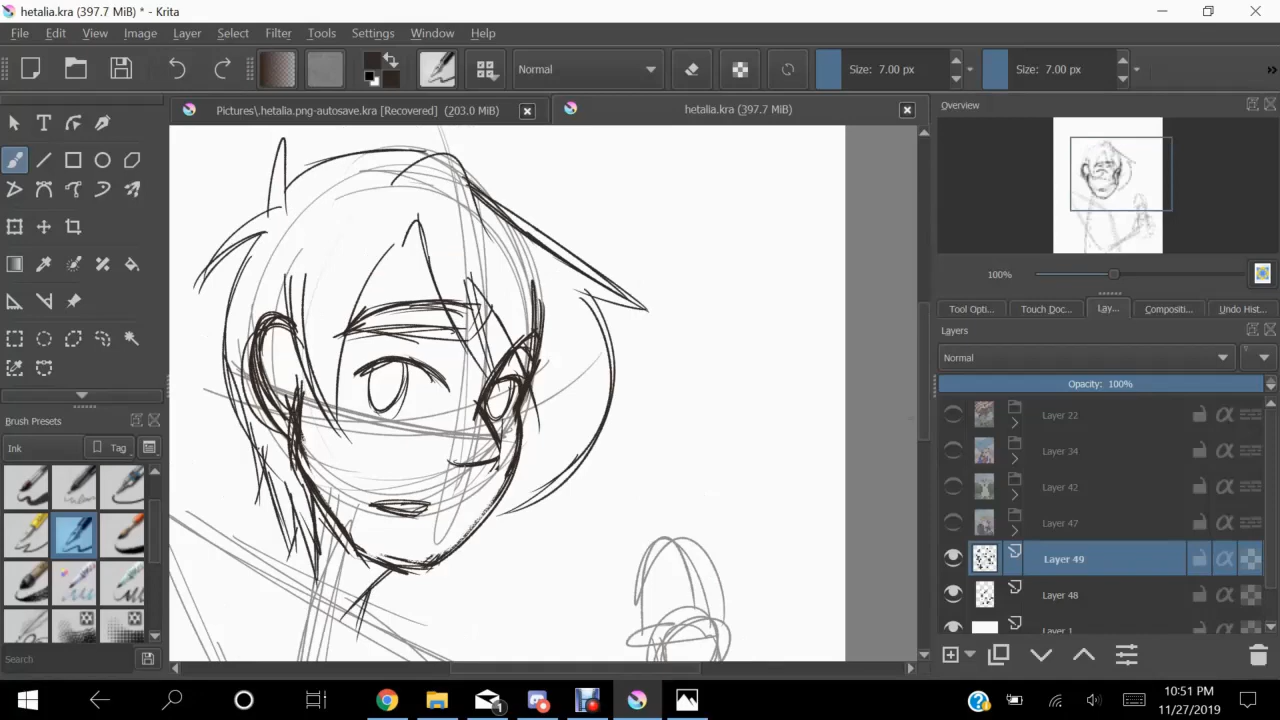 hetalia.kra (397.7 MiB) * - Krita
File Edit View Image Layer Select Filter Tools Settings Window Help
Normal Size: 7.00 px Size: 7.00 px »
Pictures\.hetalia.png-autosave.kra [Recovered] (203.0 MiB) hetalia.kra (397.7 MiB)
Overview
100%
Tool Opti... Touch Doc... Lay... Compositi... Undo Hist...
Layers
Normal
Opacity: 100%
Layer 22
Layer 34
Layer 42
Layer 47
Layer 49
Layer 48
Layer 1
Brush Presets
Ink Tag
Search
1
10:51 PM
11/27/2019